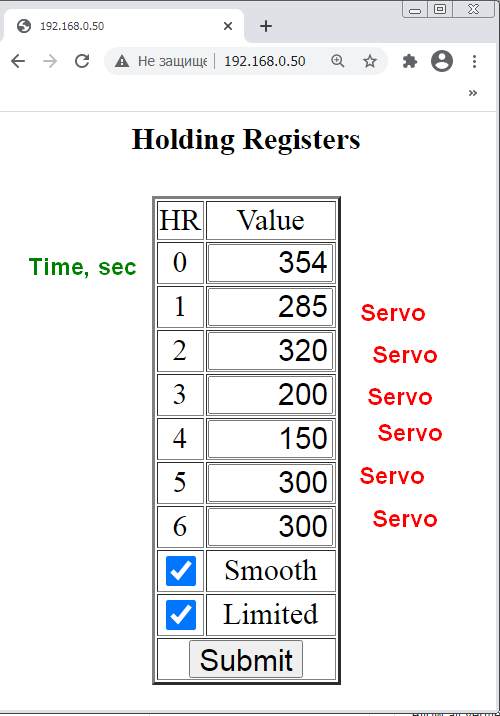 192.168.0.50
Не защище 192.168.0.50
»
Holding Registers
HR Value
Time, sec 0 354
1 285 Servo
2 320 Servo
3 200 Servo
4 150 Servo
5 300 Servo
6 300 Servo
Smooth
Limited
Submit